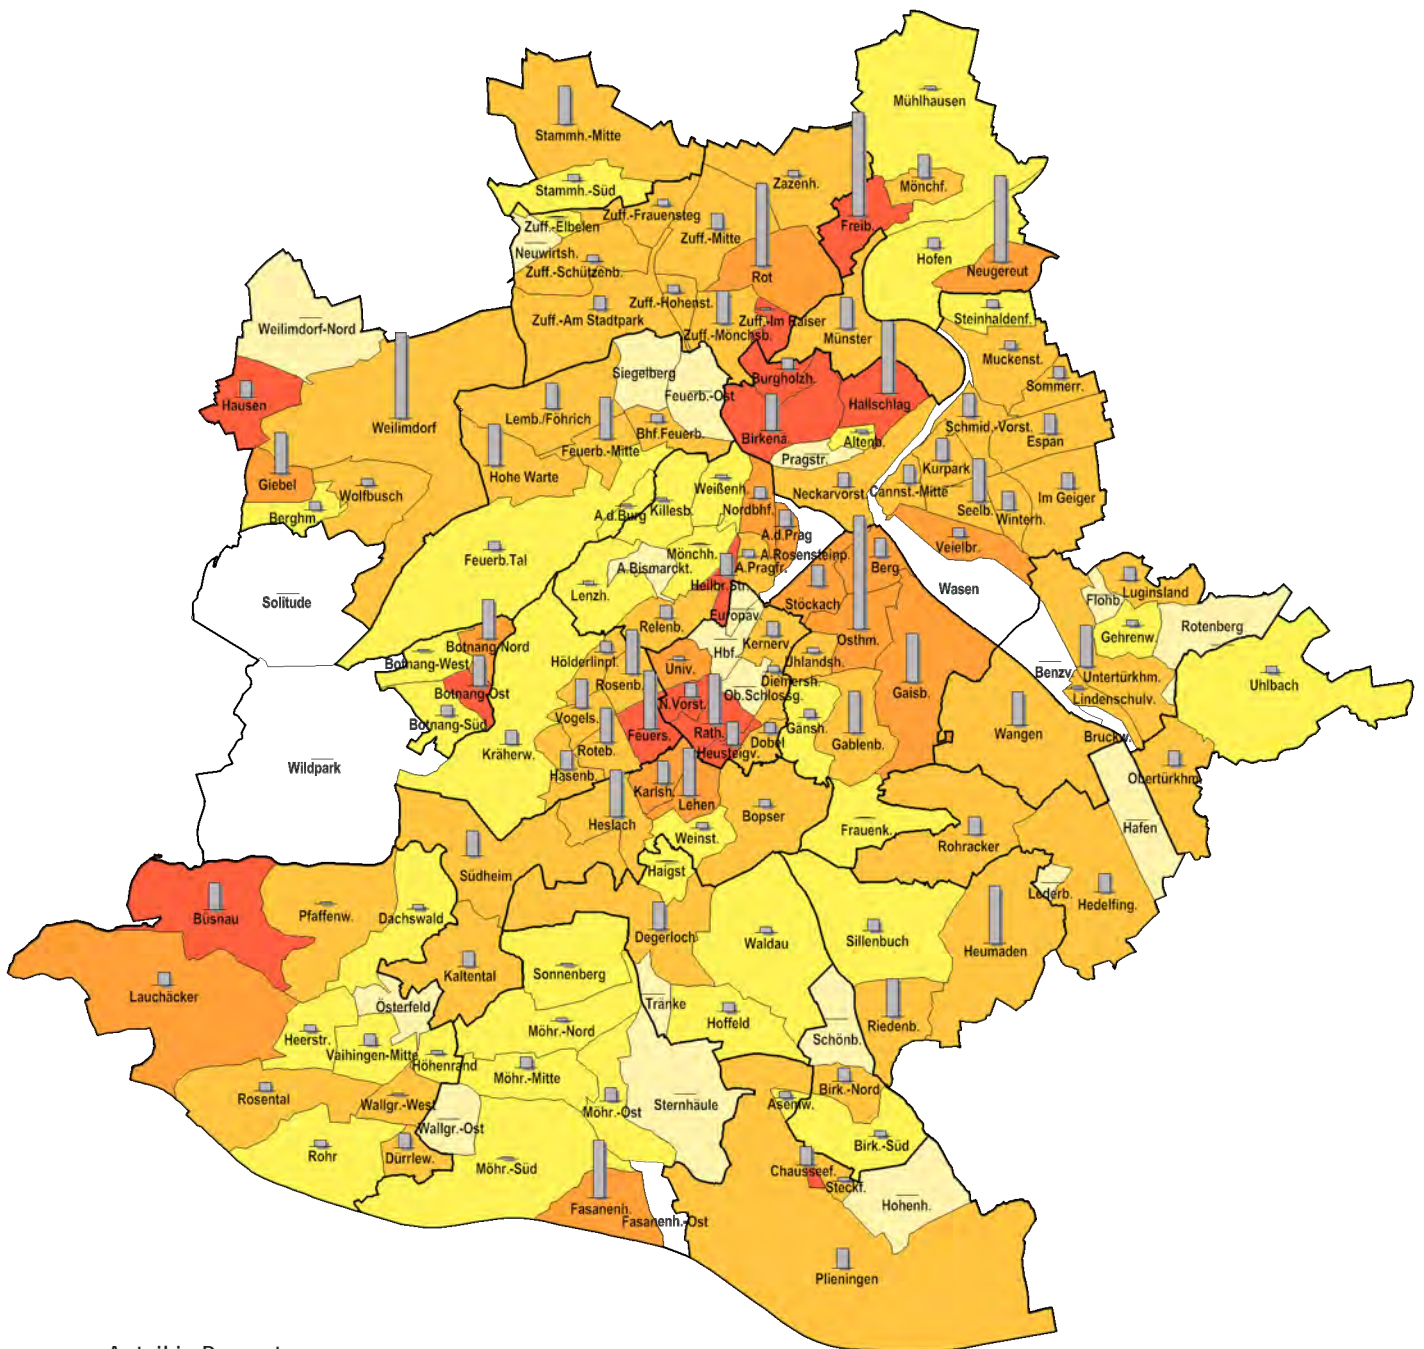 Mühlhausen
Stammh.-Mitte
Zazenh.
Mönchf.
Stammh.-Süd
Zuff.-Frauensteg
Freib.
Zuff.-Elbelen
Zuff.-Mitte
Neuwirtsh.
Hofen
Zuff.-Schützenb.
Rot
Neugereut
Zuff.-Hohenst.
Steinhaldenf.
Zuff.-Am Stadtpark
Zuff.-Im Raiser
Weilimdorf-Nord
Zuff.-Mönchsb.
Münster
Muckenst.
Siegelberg
Burgholzh.
Sommerr.
Feuerb.-Ost
Hausen
Hallschlag
Lemb./Föhrich
Weilimdorf
Schmid.-Vorst.
Bhf.Feuerb.
Birkenä.
Altenb.
Espan
Feuerb.-Mitte
Pragstr.
Kurpark
Hohe Warte
Giebel
Weißenh.
Neckarvorst.
Cannst.-Mitte
Wolfbusch
Im Geiger
Killesb.
Nordbhf.
Seelb.
Berghm.
A.d.Burg
Winterh.
A.d.Prag
Veielbr.
Mönchh.
A.Rosensteinp.
Feuerb.Tal
Berg
A.Bismarckt.
A.Pragfr.
Heilbr.Str.
Wasen
Luginsland
Lenzh.
Flohb.
Solitude
Stöckach
Europav.
Rotenberg
Relenb.
Kernerv.
Osthm.
Gehrenw.
Botnang-Nord
Hbf.
Botnang-West
Hölderlinpl.
Univ.
Uhlandsh.
Benzv.
Untertürkhm.
Rosenb.
Diemersh.
Uhlbach
Botnang-Ost
Ob.Schlossg.
Gaisb.
Lindenschulv.
N.Vorst.
Botnang-Süd
Vogels.
Gänsh.
Feuers.
Rath.
Wangen
Bruckw.
Roteb.
Dobel
Gablenb.
Kräherw.
Heusteigv.
Wildpark
Hasenb.
Obertürkhm.
Karlsh.
Lehen
Bopser
Heslach
Hafen
Frauenk.
Weinst.
Rohracker
Haigst
Südheim
Lederb.
Hedelfing.
Büsnau
Pfaffenw.
Dachswald
Degerloch
Waldau
Sillenbuch
Heumaden
Kaltental
Sonnenberg
Lauchäcker
Österfeld
Tränke
Hoffeld
Riedenb.
Möhr.-Nord
Heerstr.
Schönb.
Vaihingen-Mitte
Höhenrand
Möhr.-Mitte
Birk.-Nord
Rosental
Wallgr.-West
Sternhäule
Asemw.
Möhr.-Ost
Wallgr.-Ost
Birk.-Süd
Rohr
Dürrlew.
Möhr.-Süd
Chausseef.
Steckf.
Hohenh.
Fasanenh.
Fasanenh.-Ost
Plieningen